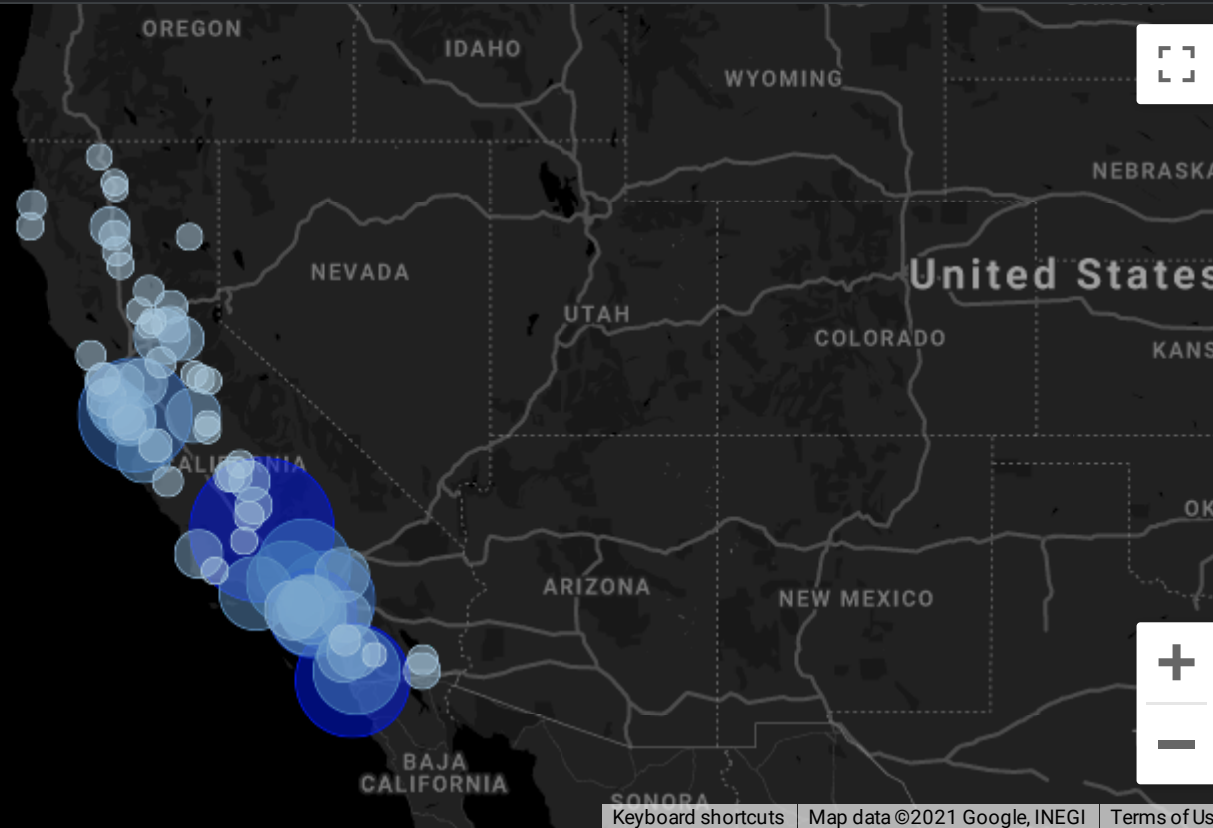 OREGON
IDAHO
WYOMING
NEBRASKA
NEVADA
United States
UTAH
COLORADO
KANS
ALIFORNIA
OK
ARIZONA
NEW MEXICO
BAJA
CALIFORNIA
SONORA
Keyboard shortcuts
Map data ©2021 Google, INEGI
Terms of Us